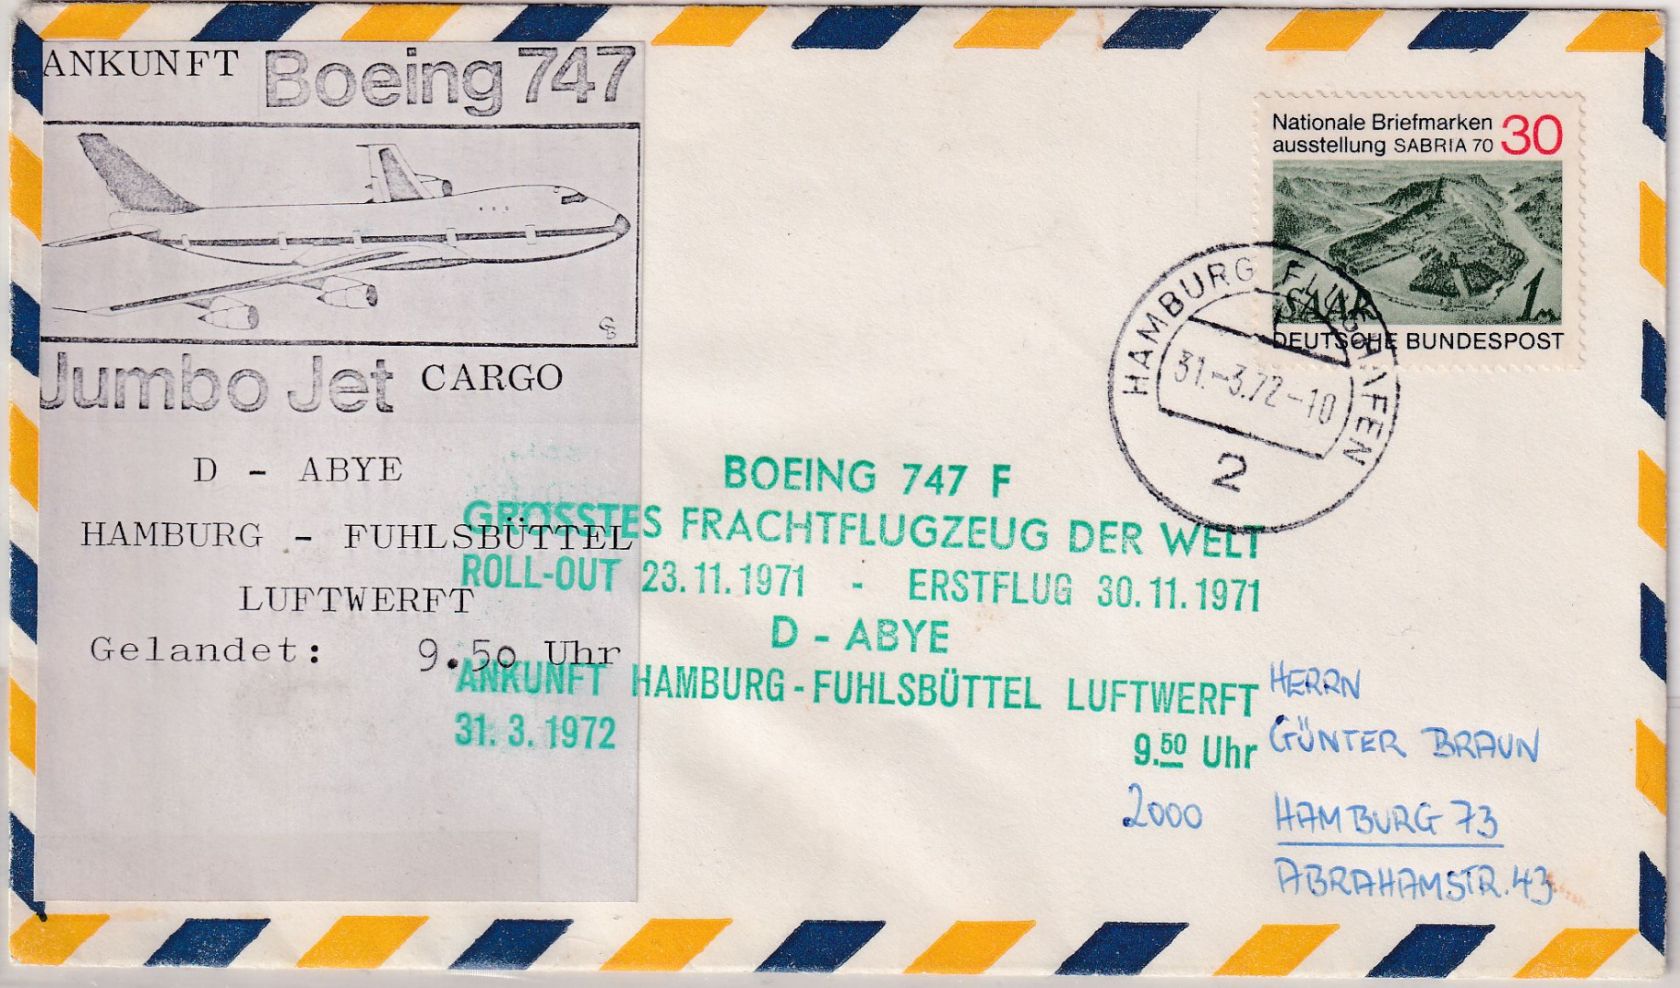 ANKUNFT Boeing 747
Jumbo Jet CARGO
D - ABYE
HAMBURG - FUHLSBÜTTEL
LUFTWERFT
Gelandet: 9.50 Uhr
Nationale Briefmarken 30
ausstellung SABRIA 70
SAAR 1M
DEUTSCHE BUNDESPOST
HAMBURG FLUGHAFEN
31.-3.72-10
2
BOEING 747 F
GRÖSSTES FRACHTFLUGZEUG DER WELT
ROLL-OUT 23.11.1971 - ERSTFLUG 30.11.1971
D - ABYE
ANKUNFT HAMBURG - FUHLSBÜTTEL LUFTWERFT
31. 3. 1972
9.50 Uhr
HERRN
GÜNTER BRAUN
2000 HAMBURG 73
ABRAHAMSTR. 43